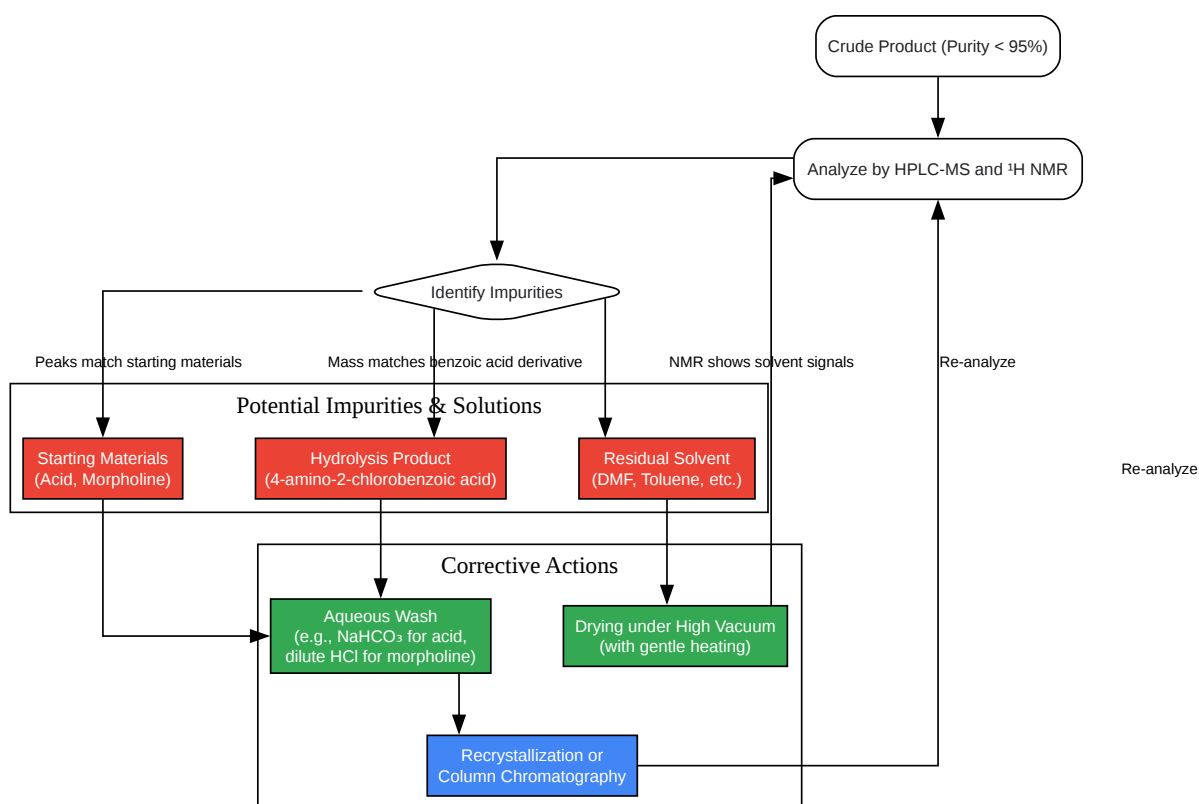 Crude Product (Purity < 95%)
Analyze by HPLC-MS and ¹H NMR
Identify Impurities
Peaks match starting materials
Mass matches benzoic acid derivative
NMR shows solvent signals
Re-analyze
Potential Impurities & Solutions
Starting Materials
(Acid, Morpholine)
Hydrolysis Product
(4-amino-2-chlorobenzoic acid)
Residual Solvent
(DMF, Toluene, etc.)
Re-analyze
Corrective Actions
Aqueous Wash
(e.g., NaHCO₃ for acid,
dilute HCl for morpholine)
Drying under High Vacuum
(with gentle heating)
Recrystallization or
Column Chromatography